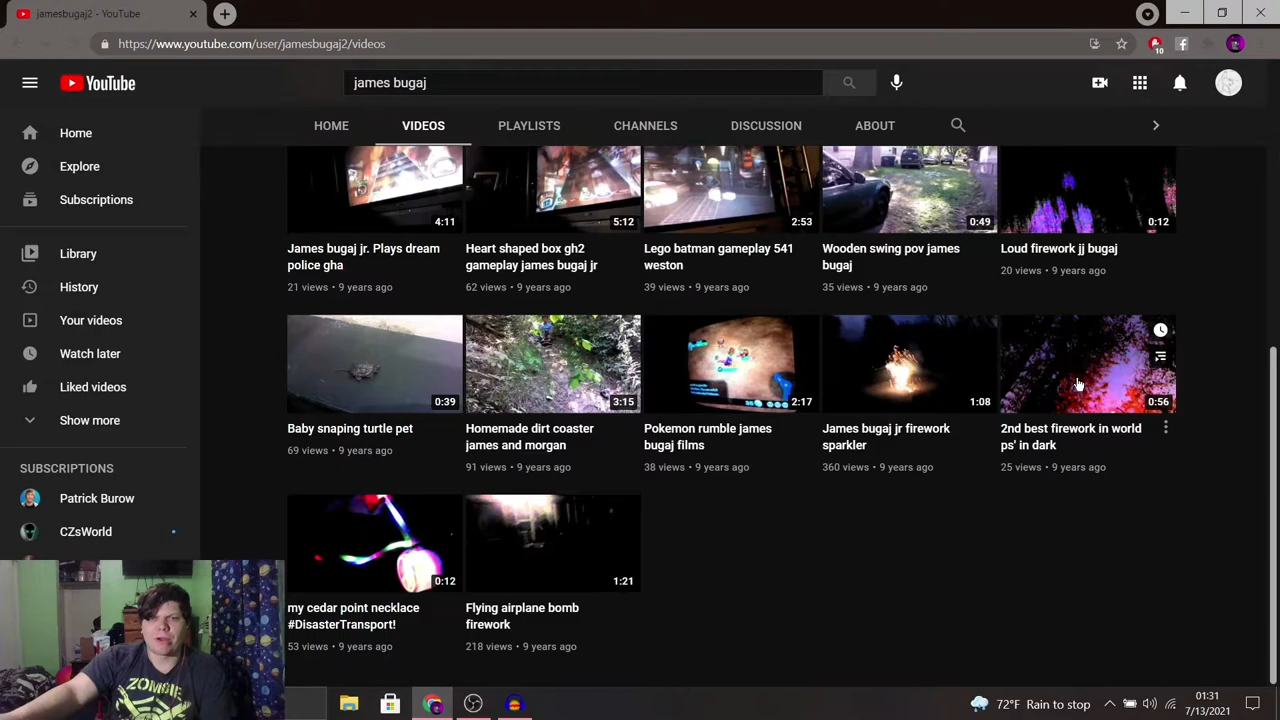 jamesbugaj2 - YouTube
https://www.youtube.com/user/jamesbugaj2/videos
10
YouTube
james bugaj
HOME VIDEOS PLAYLISTS CHANNELS DISCUSSION ABOUT
Home
Explore
Subscriptions
Library
History
Your videos
Watch later
Liked videos
Show more
SUBSCRIPTIONS
Patrick Burow
CZsWorld
4:11 5:12 2:53 0:49 0:12
James bugaj jr. Plays dream
police gha
21 views • 9 years ago
Heart shaped box gh2
gameplay james bugaj jr
62 views • 9 years ago
Lego batman gameplay 541
weston
39 views • 9 years ago
Wooden swing pov james
bugaj
35 views • 9 years ago
Loud firework jj bugaj
20 views • 9 years ago
0:39 3:15 2:17 1:08 0:56
Baby snaping turtle pet
69 views • 9 years ago
Homemade dirt coaster
james and morgan
91 views • 9 years ago
Pokemon rumble james
bugaj films
38 views • 9 years ago
James bugaj jr firework
sparkler
360 views • 9 years ago
2nd best firework in world
ps' in dark
25 views • 9 years ago
0:12 1:21
my cedar point necklace
#DisasterTransport!
53 views • 9 years ago
Flying airplane bomb
firework
218 views • 9 years ago
ZOMBIE
72°F Rain to stop
01:31
7/13/2021